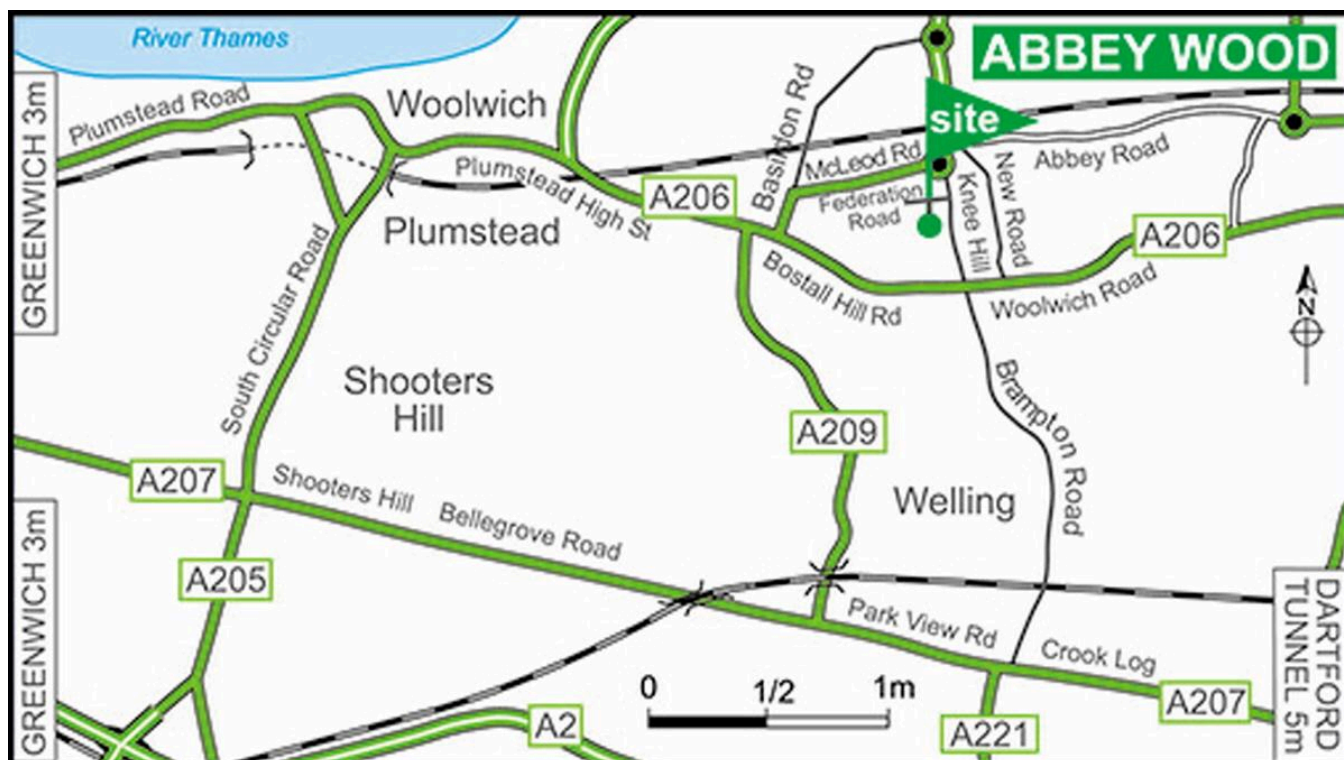 River Thames
ABBEY WOOD
GREENWICH 3m
Plumstead Road
Woolwich
Basildon Rd
site
McLeod Rd
Abbey Road
Plumstead High St
A206
Federation
Road
Knee Hill
New Road
Plumstead
A206
South Circular Road
Bostall Hill Rd
Woolwich Road
N
Shooters
Hill
A209
Brampton Road
A207
Shooters Hill
Bellegrove Road
Welling
GREENWICH 3m
A205
Park View Rd
Crook Log
DARTFORD
TUNNEL 5m
0
1/2
1m
A207
A2
A221